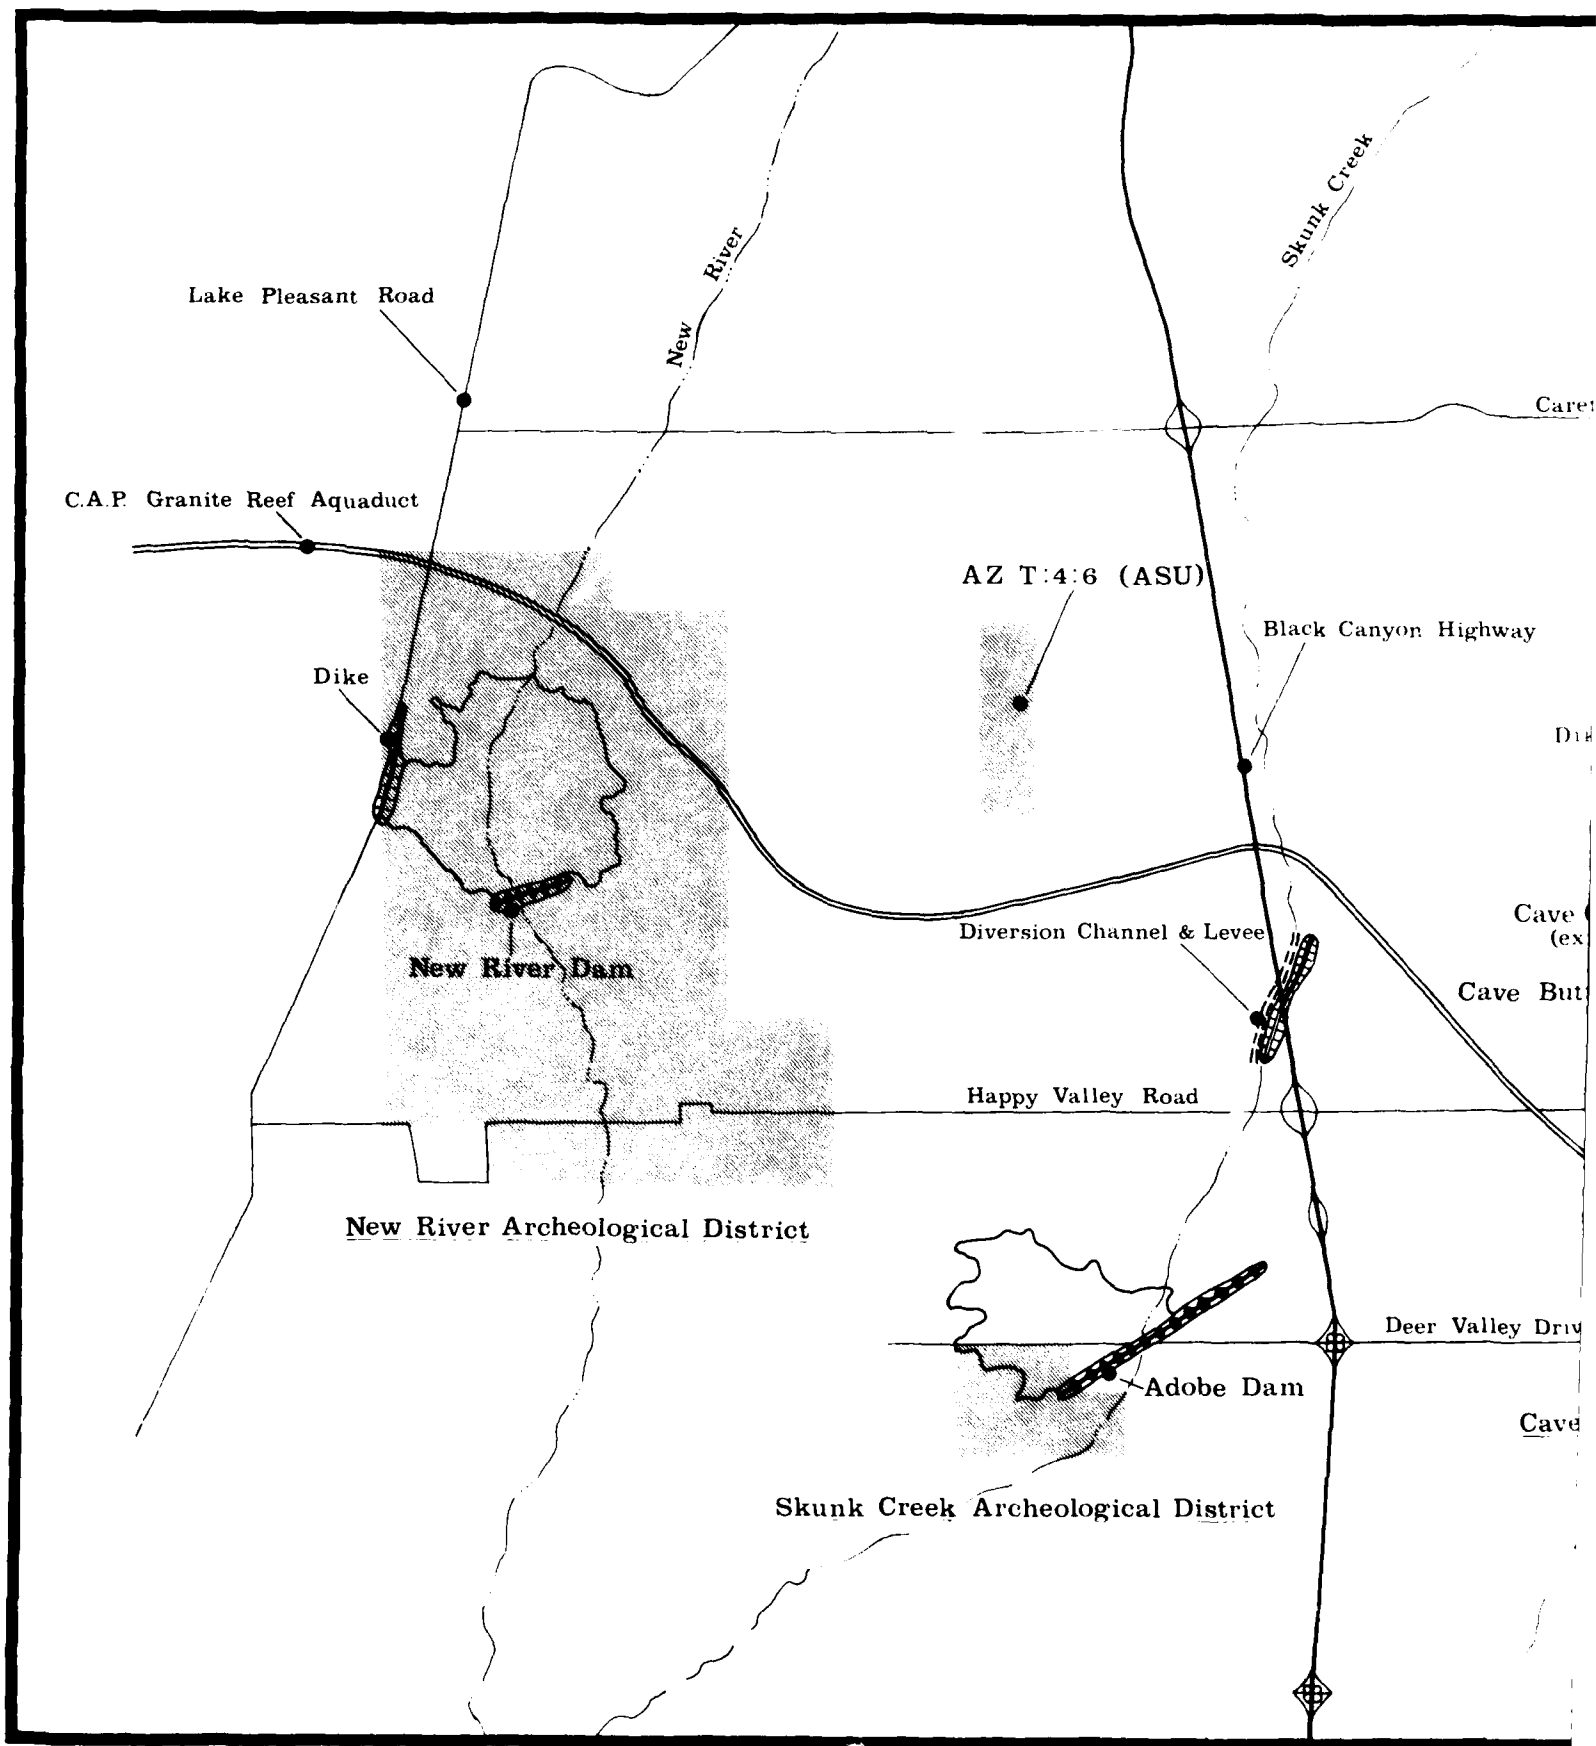 Skunk Creek
New River
Lake Pleasant Road
C.A.P. Granite Reef Aquaduct
AZ T:4:6 (ASU)
Black Canyon Highway
Dike
Cave
(ex
Diversion Channel & Levee
New River Dam
Cave But
Happy Valley Road
New River Archeological District
Deer Valley Driv
Adobe Dam
Cave
Skunk Creek Archeological District